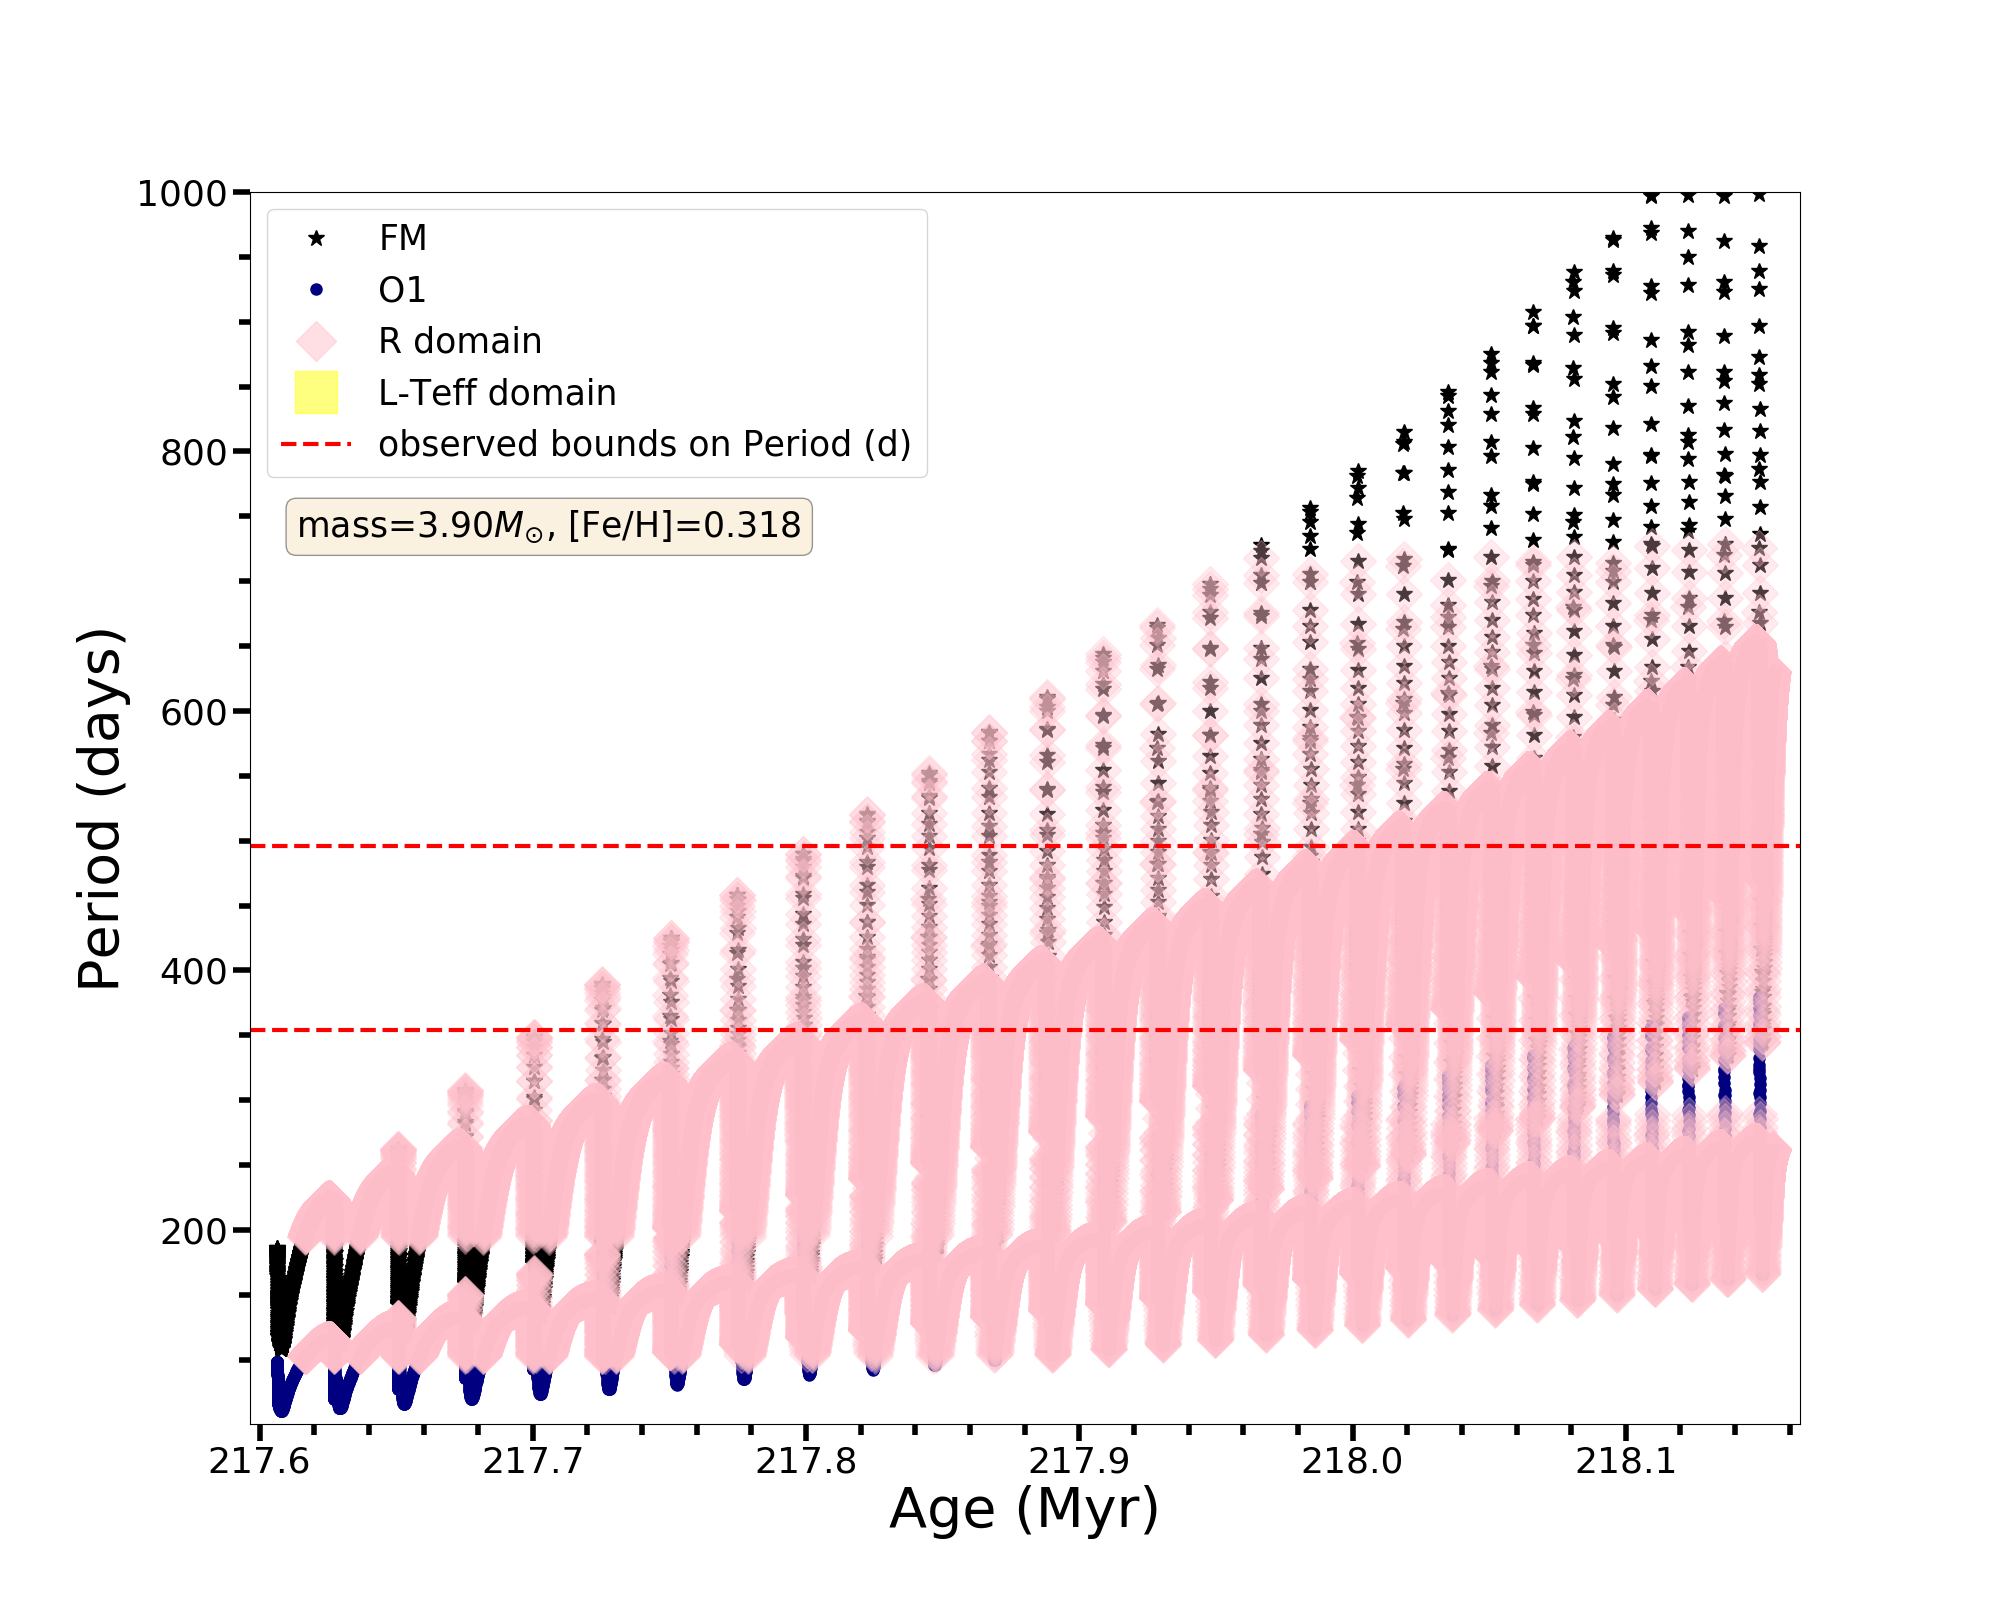 1000
800
600
400
200
Period (days)
FM
O1
R domain
L-Teff domain
observed bounds on Period (d)
mass=3.90M⊙, [Fe/H]=0.318
217.6 217.7 217.8 217.9 218.0 218.1
Age (Myr)